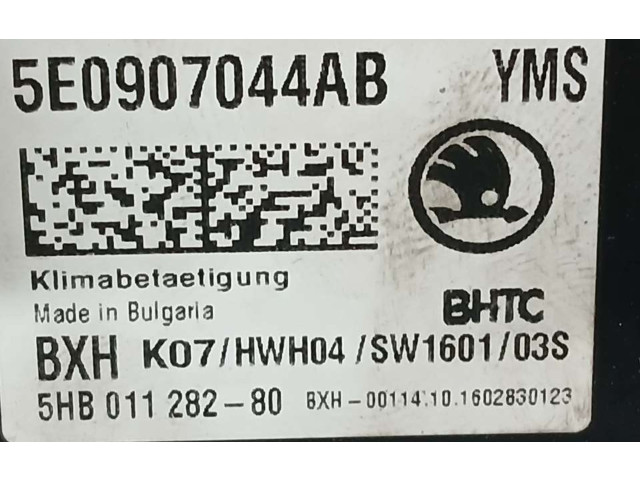 5E0907044AB YMS
Klimabetaetigung
Made in Bulgaria
BHTC
BXH K07/HWH04/SW1601/03S
5HB 011 282-80 BXH-00114.10.1602830123